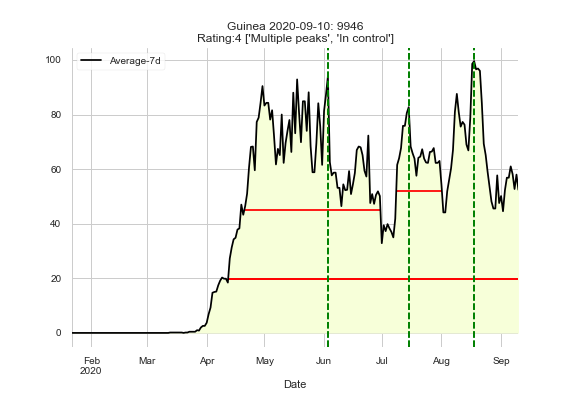 Guinea 2020-09-10: 9946
Rating:4 ['Multiple peaks', 'In control']
Average-7d
100
80
60
40
20
0
Feb Mar Apr May Jun Jul Aug Sep
2020
Date